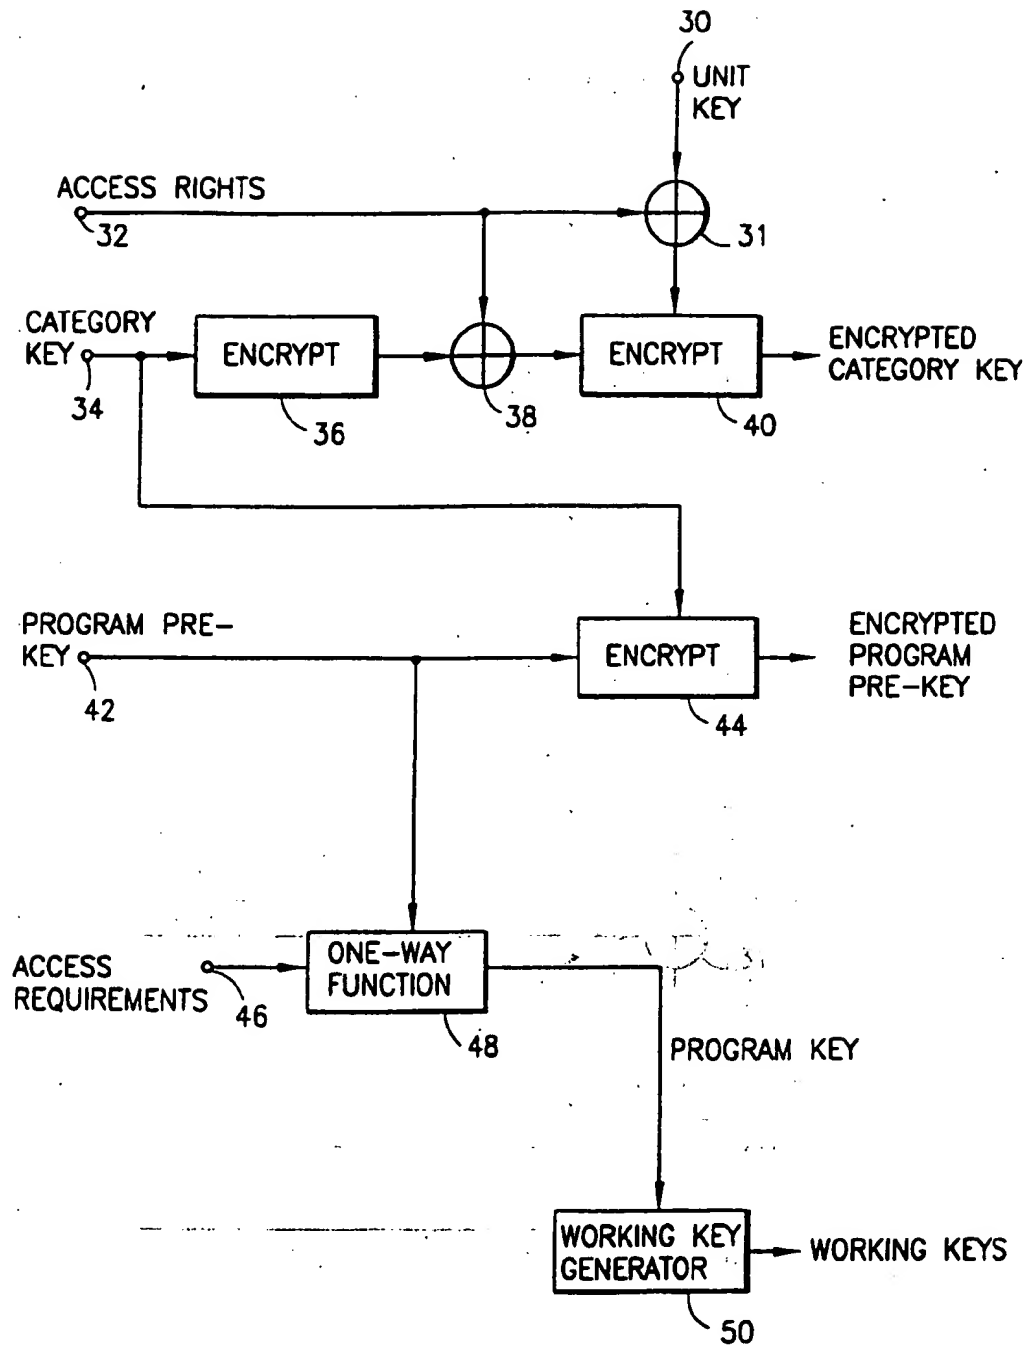 30
UNIT
KEY
ACCESS RIGHTS
32
31
CATEGORY
KEY
34
ENCRYPT
36
38
ENCRYPT
40
ENCRYPTED
CATEGORY KEY
PROGRAM PRE-
KEY
42
ENCRYPT
44
ENCRYPTED
PROGRAM
PRE-KEY
ACCESS
REQUIREMENTS
46
ONE-WAY
FUNCTION
48
PROGRAM KEY
WORKING KEY
GENERATOR
50
WORKING KEYS